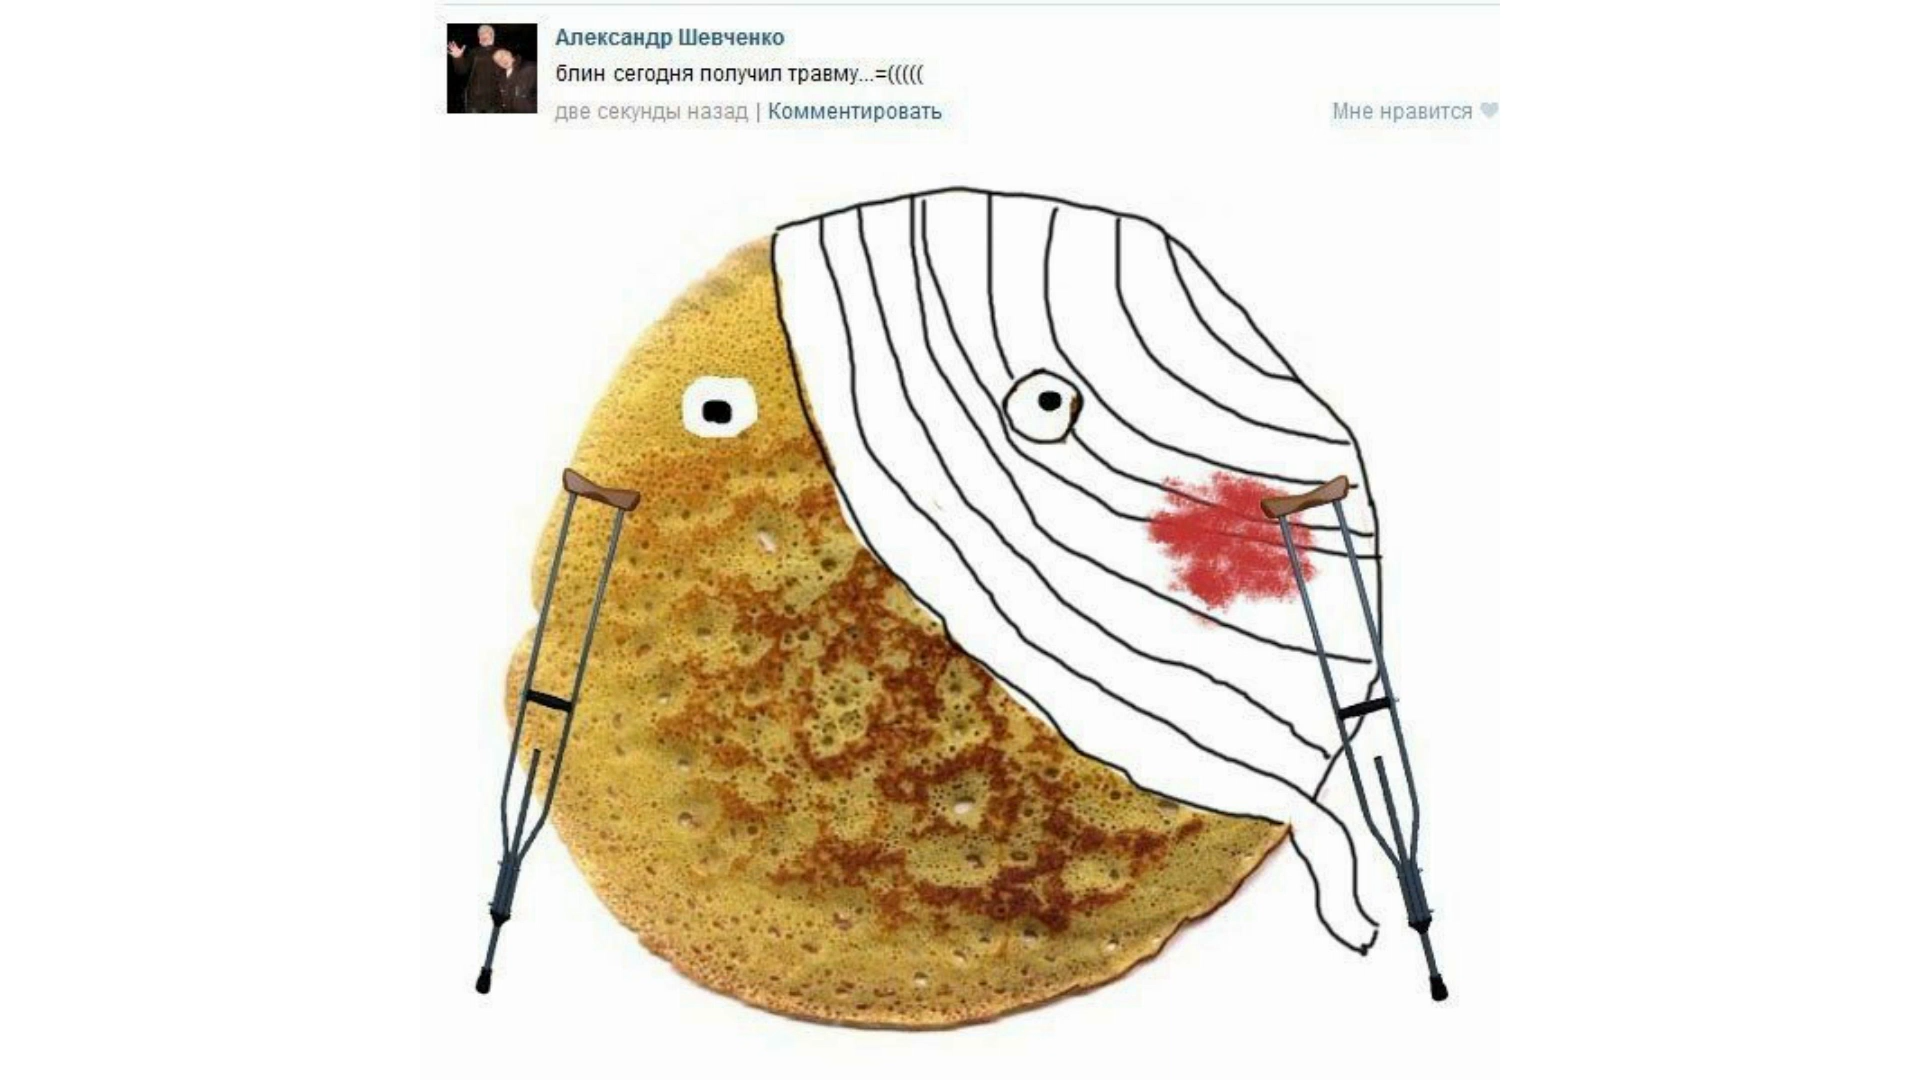 Александр Шевченко
блин сегодня получил травму...=(((((
две секунды назад | Комментировать
Мне нравится